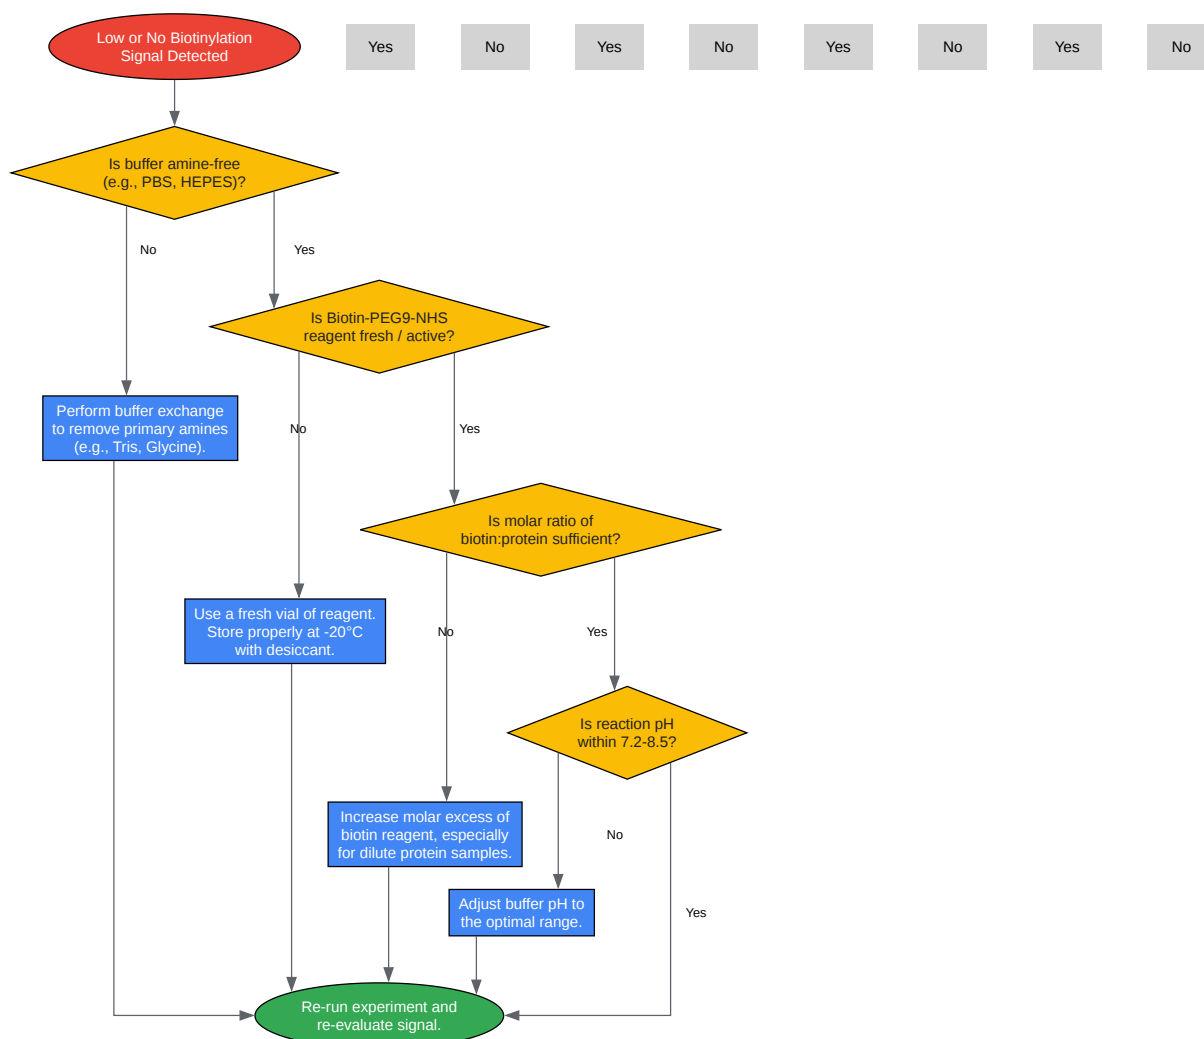 Low or No Biotinylation
Signal Detected
Yes
No
Yes
No
Yes
No
Yes
No
Is buffer amine-free
(e.g., PBS, HEPES)?
No
Yes
Is Biotin-PEG9-NHS
reagent fresh / active?
Perform buffer exchange
to remove primary amines
(e.g., Tris, Glycine).
No
Yes
Is molar ratio of
biotin:protein sufficient?
Use a fresh vial of reagent.
Store properly at -20°C
with desiccant.
No
Yes
Is reaction pH
within 7.2-8.5?
Increase molar excess of
biotin reagent, especially
for dilute protein samples.
No
Adjust buffer pH to
the optimal range.
Yes
Re-run experiment and
re-evaluate signal.